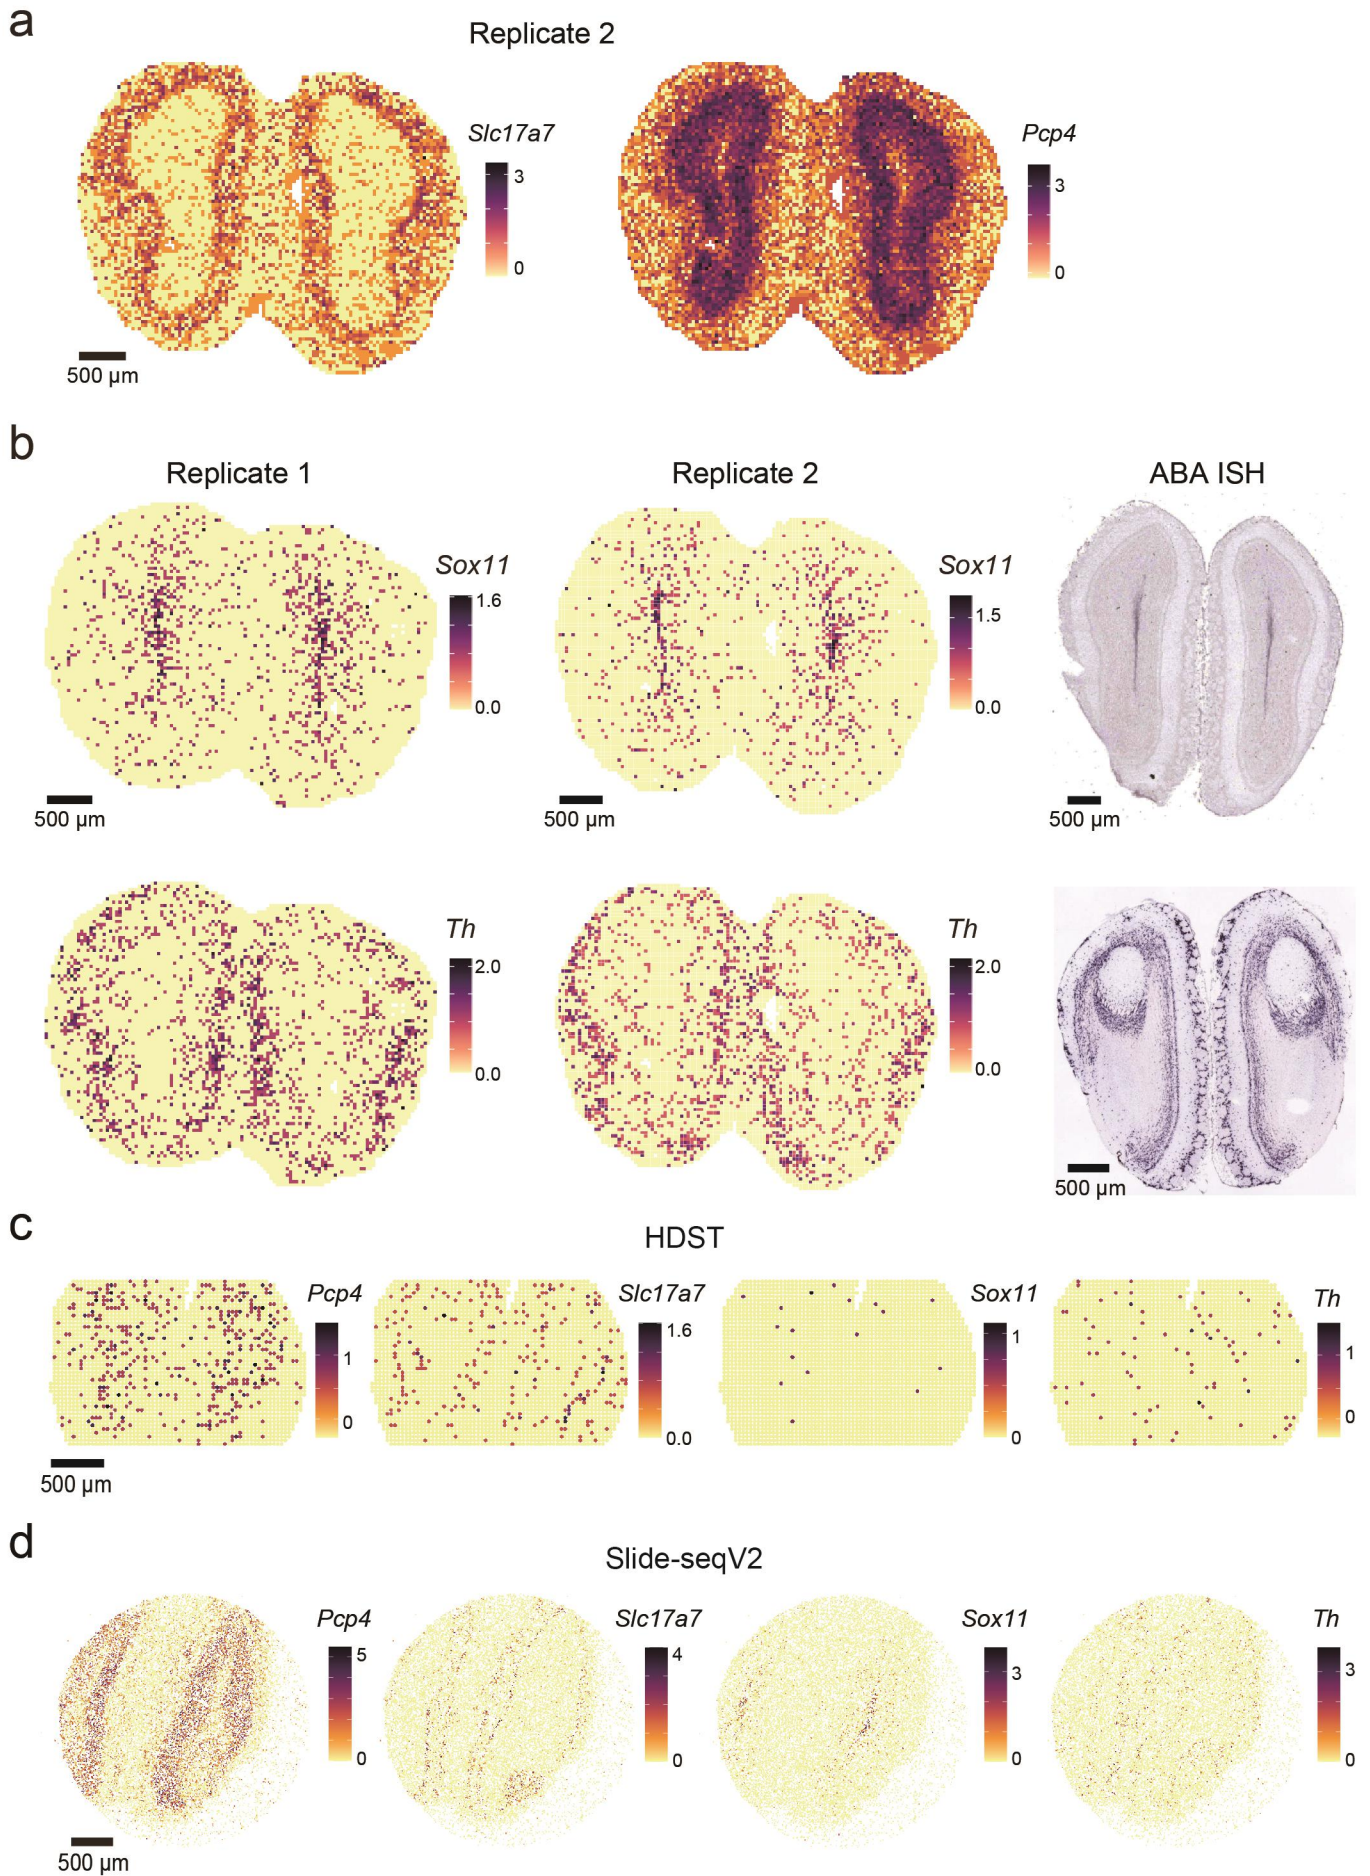 a
Replicate 2
Slc17a7
3
0
Pcp4
3
0
500 µm
b
Replicate 1
Replicate 2
ABA ISH
Sox11
1.6
0.0
Sox11
1.5
0.0
500 µm
500 µm
500 µm
Th
2.0
0.0
Th
2.0
0.0
500 µm
c
HDST
Pcp4
1
0
Slc17a7
1.6
0.0
Sox11
1
0
Th
1
0
500 µm
d
Slide-seqV2
Pcp4
5
0
Slc17a7
4
0
Sox11
3
0
Th
3
0
500 µm